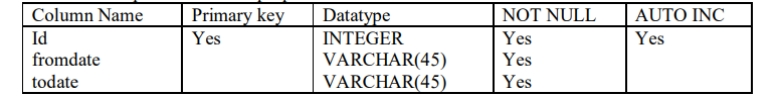 Column Name Primary key Datatype NOT NULL AUTO INC
Id Yes INTEGER Yes Yes
fromdate VARCHAR(45) Yes
todate VARCHAR(45) Yes